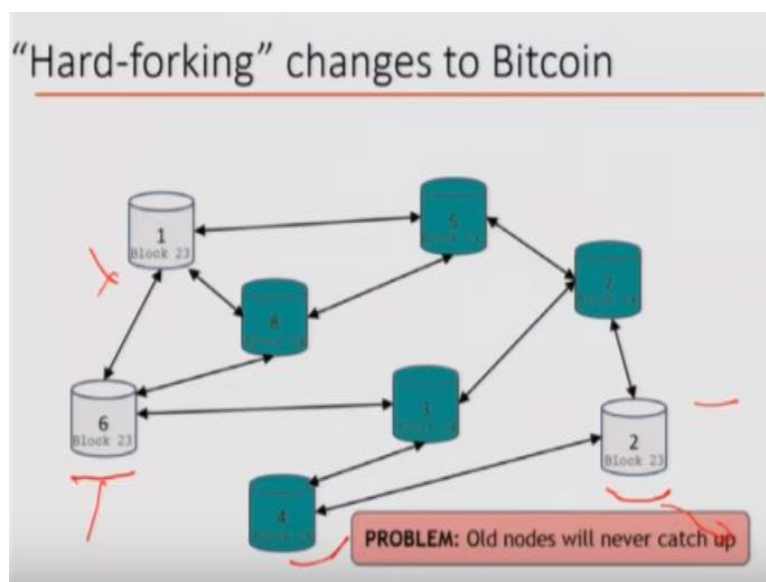 “Hard-forking” changes to Bitcoin
1
Block 23
5
7
8
6
Block 23
3
2
Block 23
4
PROBLEM: Old nodes will never catch up